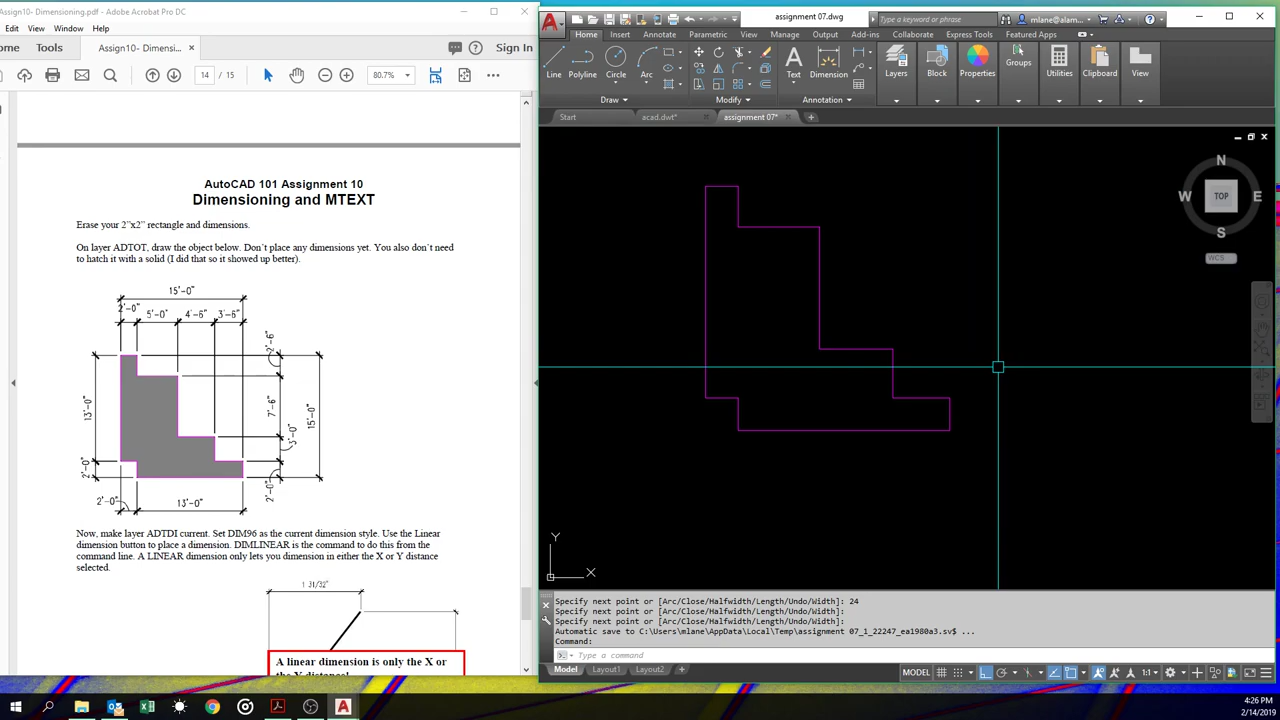 Assign10- Dimensioning.pdf - Adobe Acrobat Pro DC
Edit View Window Help
ome Tools Assign10- Dimensi... × Sign In
14 / 15 80.7%
AutoCAD 101 Assignment 10
Dimensioning and MTEXT
Erase your 2”x2” rectangle and dimensions.
On layer ADTOT, draw the object below. Don’t place any dimensions yet. You also don’t need
to hatch it with a solid (I did that so it showed up better).
15'-0"
2'-0" 5'-0" 4'-6" 3'-6"
2'-6"
13'-0"
7'-6"
15'-0"
3'-0"
2'-0"
2'-0"
2'-0" 13'-0"
Now, make layer ADTDI current. Set DIM96 as the current dimension style. Use the Linear
dimension button to place a dimension. DIMLINEAR is the command to do this from the
command line. A LINEAR dimension only lets you dimension in either the X or Y distance
selected.
1 31/32"
A linear dimension is only the X or
the Y distance!
assignment 07.dwg Type a keyword or phrase mlane@alam...
Home Insert Annotate Parametric View Manage Output Add-ins Collaborate Express Tools Featured Apps
Line Polyline Circle Arc Text Dimension Layers Block Properties Groups Utilities Clipboard View
Draw Modify Annotation
Start acad.dwt* assignment 07*
N
W TOP E
S
WCS
Y
X
Specify next point or [Arc/Close/Halfwidth/Length/Undo/Width]: 24
Specify next point or [Arc/Close/Halfwidth/Length/Undo/Width]:
Specify next point or [Arc/Close/Halfwidth/Length/Undo/Width]:
Automatic save to C:\Users\mlane\AppData\Local\Temp\assignment 07_1_22247_ea1980a3.sv$ ...
Command:
Type a command
Model Layout1 Layout2 + MODEL 1:1
4:26 PM
2/14/2019